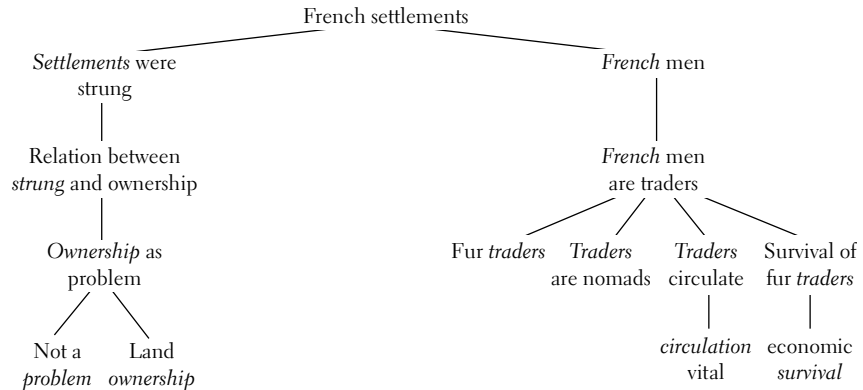 French settlements
Settlements were
strung
French men
Relation between
strung and ownership
French men
are traders
Ownership as
problem
Fur traders
Traders
are nomads
Traders
circulate
Survival of
fur traders
Not a
problem
Land
ownership
circulation
vital
economic
survival